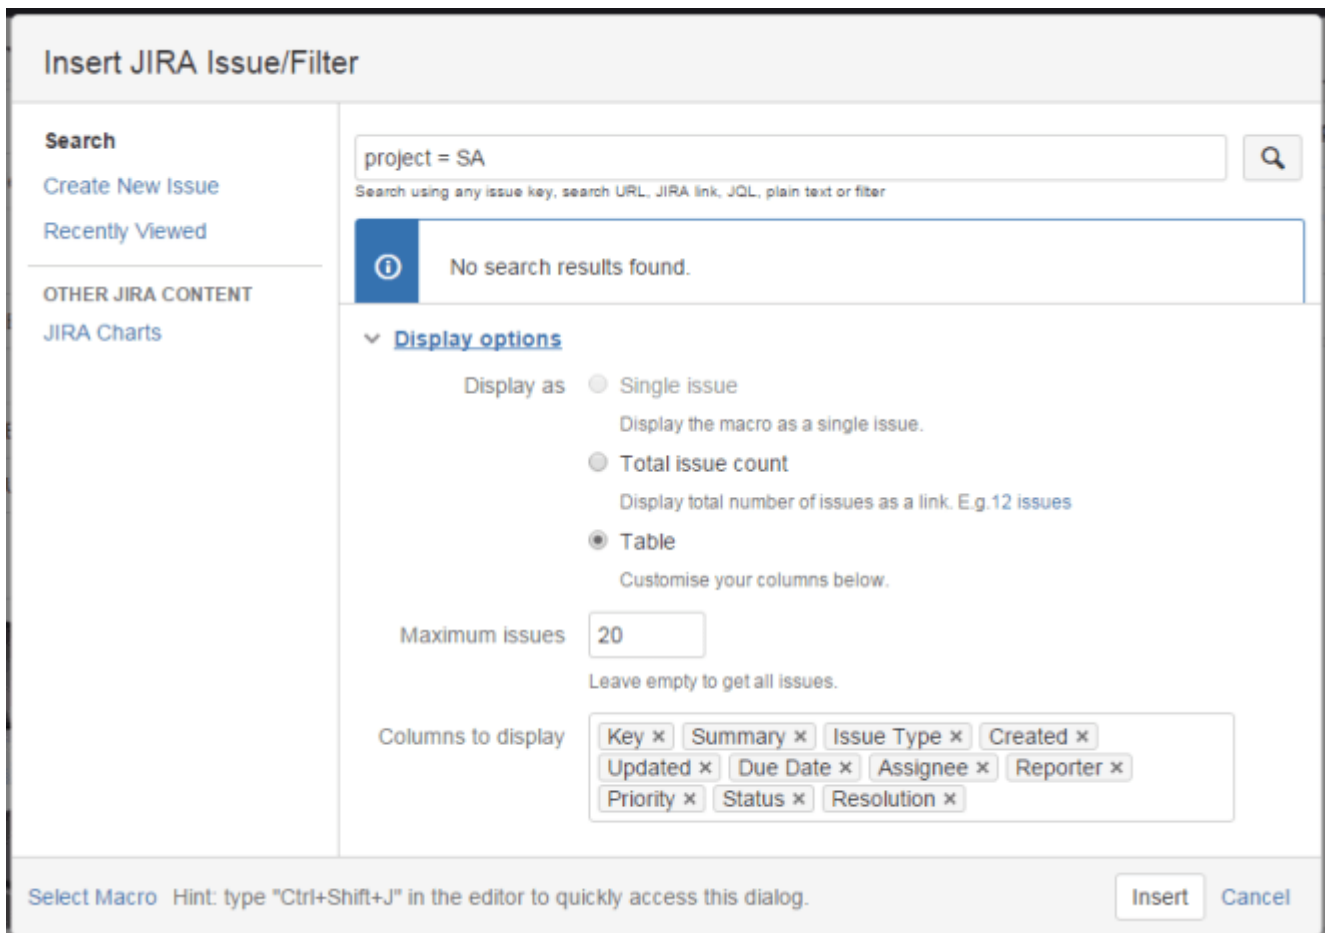 Insert JIRA Issue/Filter
Search
Create New Issue
Recently Viewed
OTHER JIRA CONTENT
JIRA Charts
project = SA
Search using any issue key, search URL, JIRA link, JQL, plain text or filter
No search results found.
Display options
Display as Single issue
Display the macro as a single issue.
Total issue count
Display total number of issues as a link. E.g.12 issues
Table
Customise your columns below.
Maximum issues 20
Leave empty to get all issues.
Columns to display Key × Summary × Issue Type × Created ×
Updated × Due Date × Assignee × Reporter ×
Priority × Status × Resolution ×
Select Macro Hint: type "Ctrl+Shift+J" in the editor to quickly access this dialog. Insert Cancel